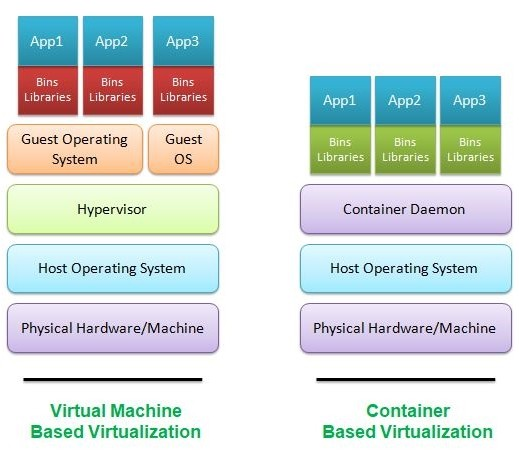 App1
App2
App3
Bins
Libraries
Bins
Libraries
Bins
Libraries
Guest Operating
System
Guest
OS
Hypervisor
Host Operating System
Physical Hardware/Machine
Virtual Machine
Based Virtualization
App1
App2
App3
Bins
Libraries
Bins
Libraries
Bins
Libraries
Container Daemon
Host Operating System
Physical Hardware/Machine
Container
Based Virtualization